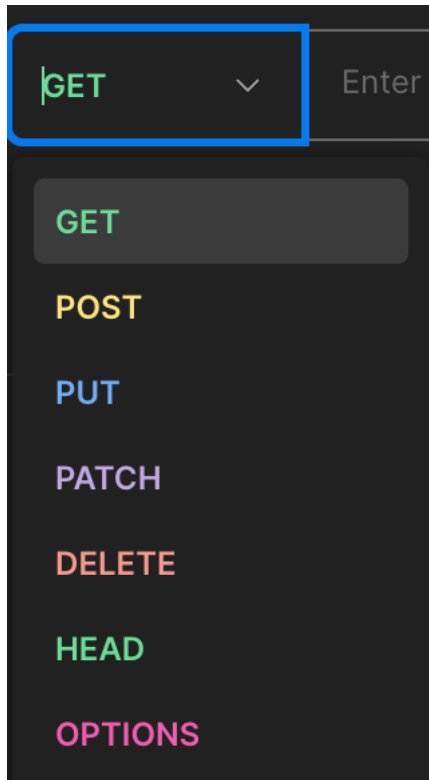 GET
Enter
GET
POST
PUT
PATCH
DELETE
HEAD
OPTIONS